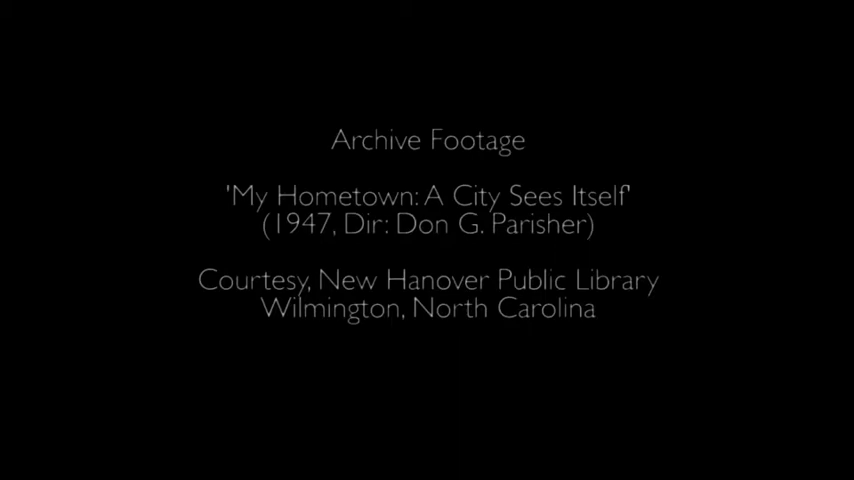 Archive Footage
'My Hometown: A City Sees Itself'
(1947, Dir: Don G. Parisher)
Courtesy, New Hanover Public Library
Wilmington, North Carolina